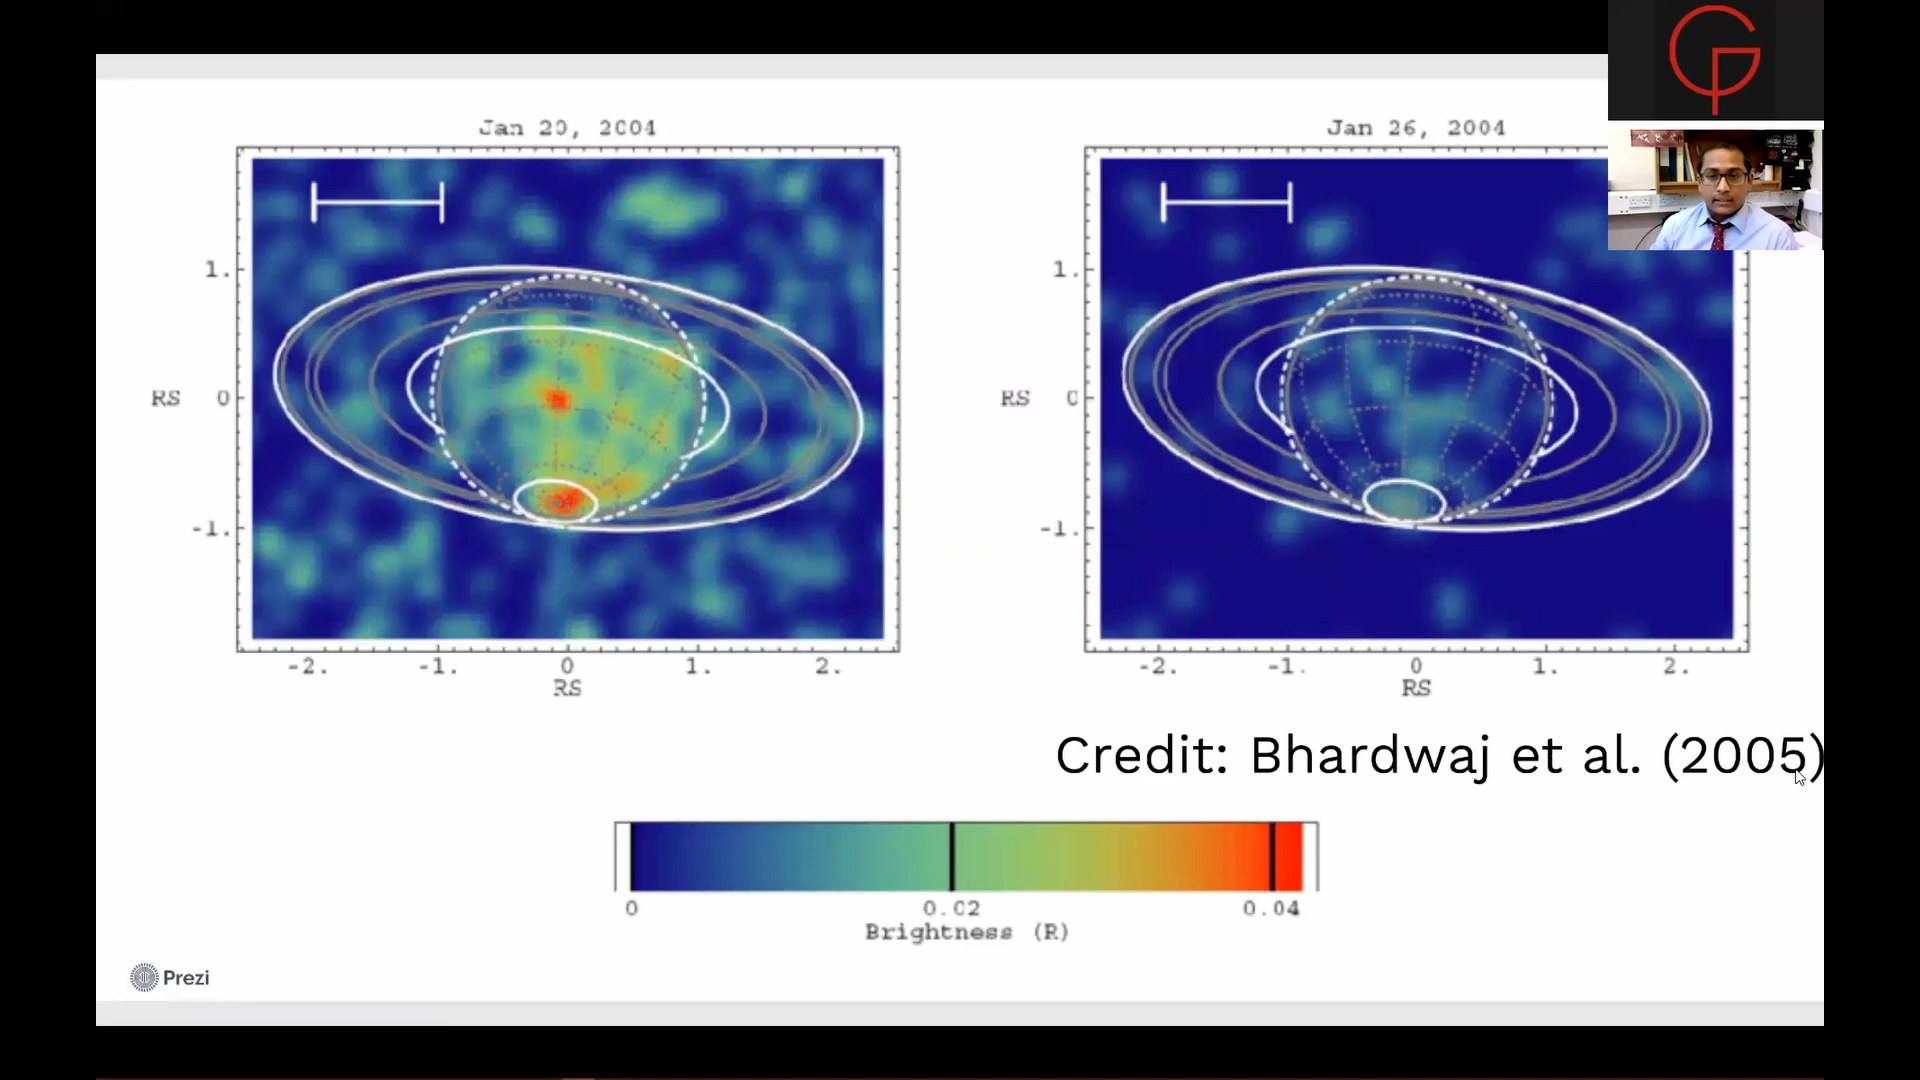 Jan 20, 2004
Jan 26, 2004
1.
RS
0
-1.
-2.
-1.
0
1.
2.
RS
1.
RS
0
-1.
-2.
-1.
0
1.
2.
RS
Credit: Bhardwaj et al. (2005)
0
0.02
0.04
Brightness (R)
Prezi